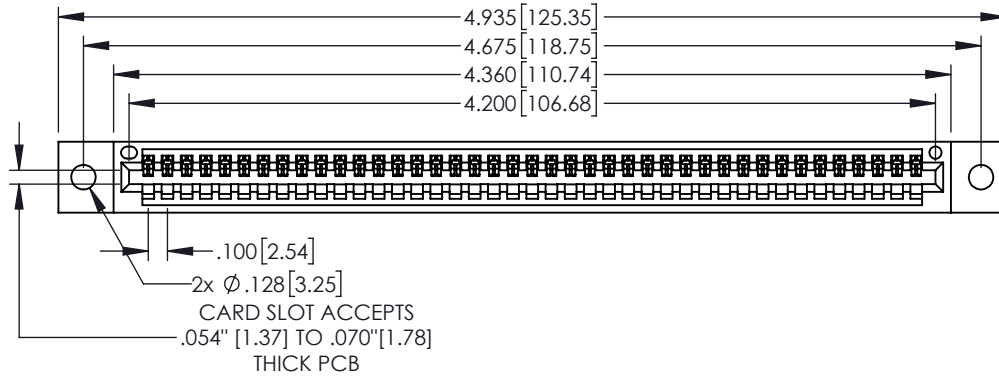 4.935 [125.35]
4.675 [118.75]
4.360 [110.74]
4.200 [106.68]
.100 [2.54]
2x Ø .128 [3.25]
CARD SLOT ACCEPTS
.054" [1.37] TO .070"[1.78]
THICK PCB